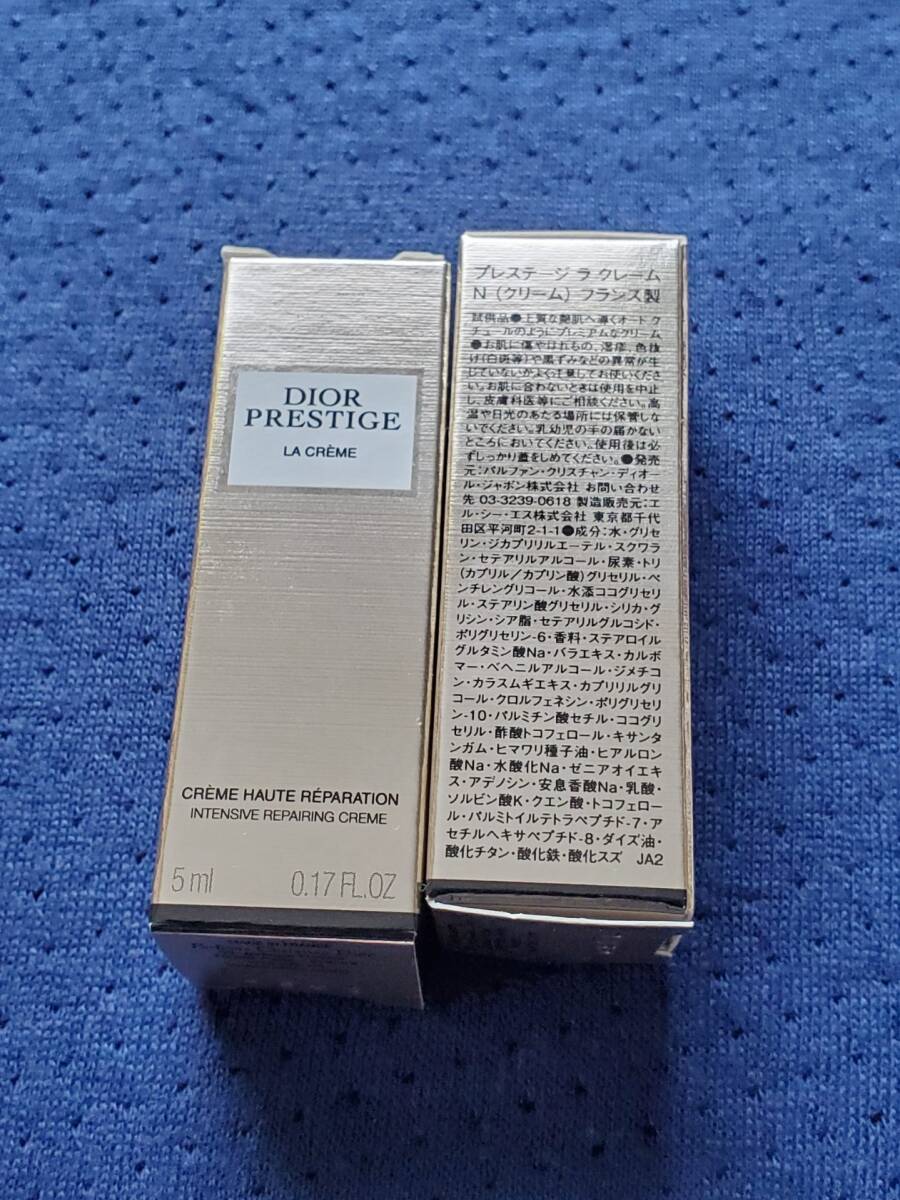 DIOR
PRESTIGE
LA CRÈME
CRÈME HAUTE RÉPARATION
INTENSIVE REPAIRING CREME
5 ml 0.17 FL.OZ
MADE IN FRANCE
プレステージ ラ クレーム
N (クリーム) フランス製
試供品●上質な艶肌へ導くオート ク
チュールのようにプレミアムなクリーム
●お肌に傷やはれもの、湿疹、色抜
け(白斑等)や黒ずみなどの異常が生
じていないかよく注意してお使いくださ
い。お肌に合わないときは使用を中止
し、皮膚科医等にご相談ください。高
温や日光のあたる場所には保管しな
いでください。乳幼児の手の届かない
ところにおいてください。使用後は必
ずしっかり蓋をしめてください。●発売
元:パルファン・クリスチャン・ディオー
ル・ジャポン株式会社 お問い合わせ
先 03-3239-0618 製造販売元:エ
ル・シー・エス株式会社 東京都千代
田区平河町2-1-1●成分:水・グリセ
リン・ジカプリリルエーテル・スクワラ
ン・セテアリルアルコール・尿素・トリ
(カプリル/カプリン酸)グリセリル・ペ
ンチレングリコール・水添ココグリセリ
ル・ステアリン酸グリセリル・シリカ・グ
リシン・シア脂・セテアリルグルコシド・
ポリグリセリン-6・香料・ステアロイル
グルタミン酸Na・バラエキス・カルボ
マー・ベヘニルアルコール・ジメチコ
ン・カラスムギエキス・カプリリルグリ
コール・クロルフェネシン・ポリグリセリ
ン-10・パルミチン酸セチル・ココグリ
セリル・酢酸トコフェロール・キサンタ
ンガム・ヒマワリ種子油・ヒアルロン
酸Na・水酸化Na・ゼニアオイエキ
ス・アデノシン・安息香酸Na・乳酸・
ソルビン酸K・クエン酸・トコフェロー
ル・パルミトイルテトラペプチド-7・ア
セチルヘキサペプチド-8・ダイズ油・
酸化チタン・酸化鉄・酸化スズ JA2